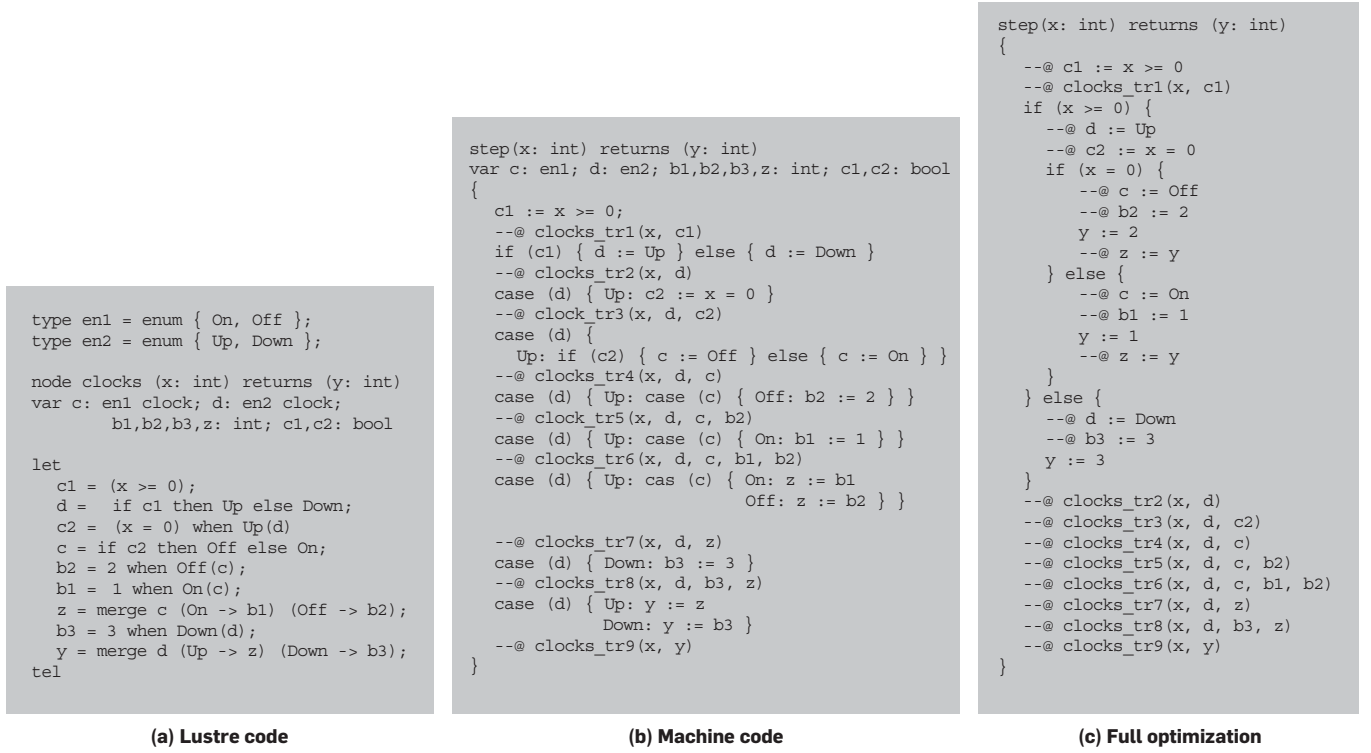 type en1 = enum { On, Off };
type en2 = enum { Up, Down };
node clocks (x: int) returns (y: int)
var c: en1 clock; d: en2 clock;
b1,b2,b3,z: int; c1,c2: bool
let
c1 = (x >= 0);
d = if c1 then Up else Down;
c2 = (x = 0) when Up(d)
c = if c2 then Off else On;
b2 = 2 when Off(c);
b1 = 1 when On(c);
z = merge c (On -> b1) (Off -> b2);
b3 = 3 when Down(d);
y = merge d (Up -> z) (Down -> b3);
tel
(a) Lustre code
step(x: int) returns (y: int)
var c: en1; d: en2; b1,b2,b3,z: int; c1,c2: bool
{
c1 := x >= 0;
--@ clocks_tr1(x, c1)
if (c1) { d := Up } else { d := Down }
--@ clocks_tr2(x, d)
case (d) { Up: c2 := x = 0 }
--@ clock_tr3(x, d, c2)
case (d) {
Up: if (c2) { c := Off } else { c := On } }
--@ clocks_tr4(x, d, c)
case (d) { Up: case (c) { Off: b2 := 2 } }
--@ clock_tr5(x, d, c, b2)
case (d) { Up: case (c) { On: b1 := 1 } }
--@ clocks_tr6(x, d, c, b1, b2)
case (d) { Up: cas (c) { On: z := b1
Off: z := b2 } }
--@ clocks_tr7(x, d, z)
case (d) { Down: b3 := 3 }
--@ clocks_tr8(x, d, b3, z)
case (d) { Up: y := z
Down: y := b3 }
--@ clocks_tr9(x, y)
}
(b) Machine code
step(x: int) returns (y: int)
{
--@ c1 := x >= 0
--@ clocks_tr1(x, c1)
if (x >= 0) {
--@ d := Up
--@ c2 := x = 0
if (x = 0) {
--@ c := Off
--@ b2 := 2
y := 2
--@ z := y
} else {
--@ c := On
--@ b1 := 1
y := 1
--@ z := y
}
} else {
--@ d := Down
--@ b3 := 3
y := 3
}
--@ clocks_tr2(x, d)
--@ clocks_tr3(x, d, c2)
--@ clocks_tr4(x, d, c)
--@ clocks_tr5(x, d, c, b2)
--@ clocks_tr6(x, d, c, b1, b2)
--@ clocks_tr7(x, d, z)
--@ clocks_tr8(x, d, b3, z)
--@ clocks_tr9(x, y)
}
(c) Full optimization